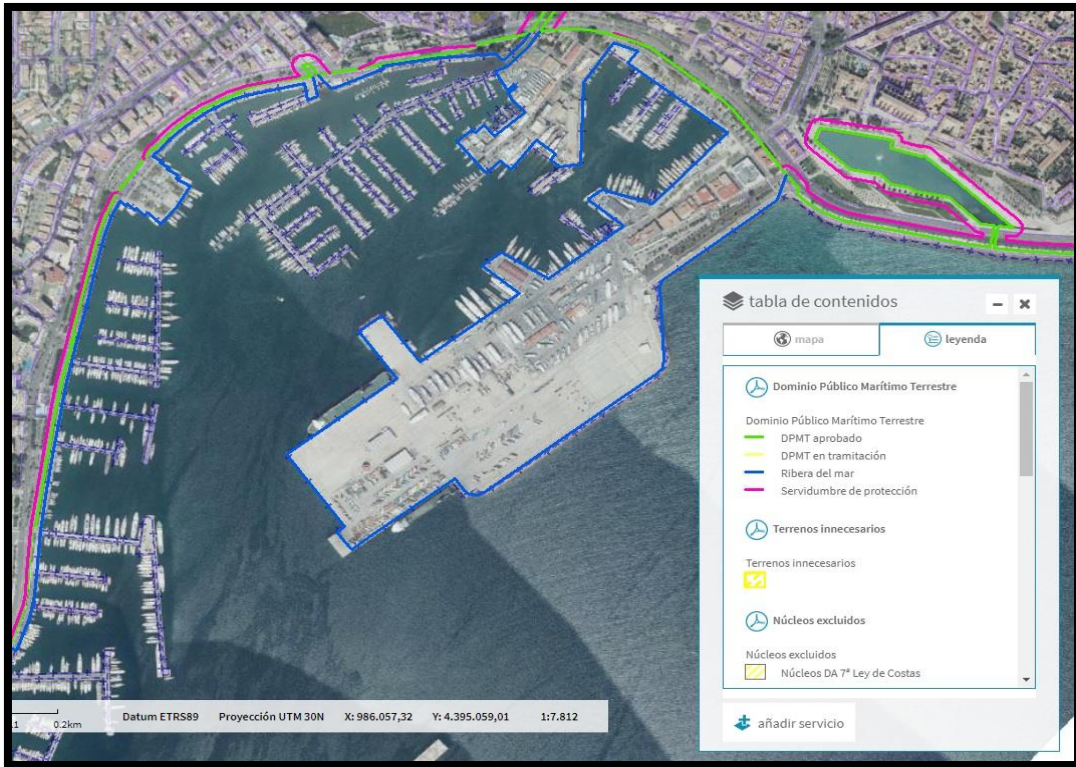 tabla de contenidos
mapa
leyenda
Dominio Público Marítimo Terrestre
Dominio Público Marítimo Terrestre
DPMT aprobado
DPMT en tramitación
Ribera del mar
Servidumbre de protección
Terrenos innecesarios
Terrenos innecesarios
Núcleos excluidos
Núcleos excluidos
Núcleos DA 7ª Ley de Costas
añadir servicio
1 0.2km Datum ETRS89 Proyección UTM 30N X: 986.057,32 Y: 4.395.059,01 1:7.812